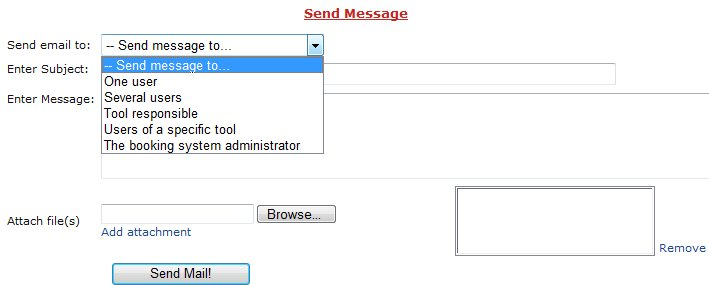 Send Message
Send email to: -- Send message to...
-- Send message to...
Enter Subject:
One user
Several users
Enter Message:
Tool responsible
Users of a specific tool
The booking system administrator
Attach file(s) Browse...
Add attachment
Remove
Send Mail!